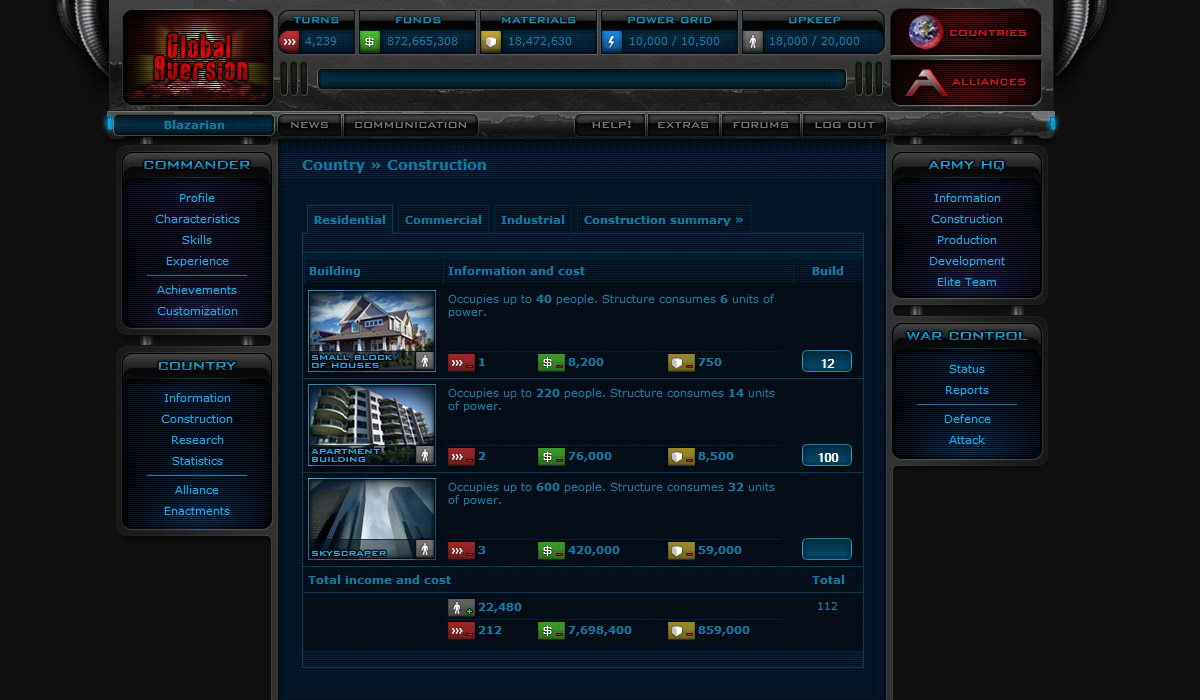 Global Aversion
TURNS
4,239
FUNDS
872,665,308
MATERIALS
18,472,630
POWER GRID
10,000 / 10,500
UPKEEP
18,000 / 20,000
COUNTRIES
ALLIANCES
Blazarian
NEWS
COMMUNICATION
HELP!
EXTRAS
FORUMS
LOG OUT
COMMANDER
Profile
Characteristics
Skills
Experience
Achievements
Customization
COUNTRY
Information
Construction
Research
Statistics
Alliance
Enactments
Country » Construction
Residential
Commercial
Industrial
Construction summary »
Building
Information and cost
Build
SMALL BLOCK
OF HOUSES
Occupies up to 40 people. Structure consumes 6 units of
power.
1
$ 8,200
750
12
APARTMENT
BUILDING
Occupies up to 220 people. Structure consumes 14 units
of power.
2
$ 76,000
8,500
100
SKYSCRAPER
Occupies up to 600 people. Structure consumes 32 units
of power.
3
$ 420,000
59,000
Total income and cost
Total
22,480
112
212
$ 7,698,400
859,000
ARMY HQ
Information
Construction
Production
Development
Elite Team
WAR CONTROL
Status
Reports
Defence
Attack